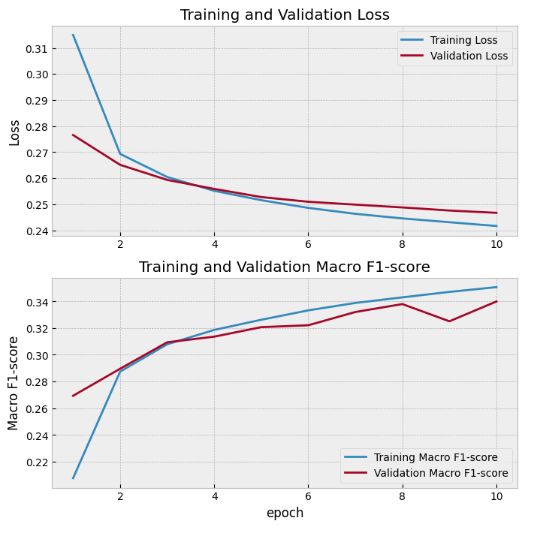 Training and Validation Loss
0.31
0.30
0.29
0.28
0.27
0.26
0.25
0.24
Loss
Training Loss
Validation Loss
2
4
6
8
10
Training and Validation Macro F1-score
0.34
0.32
0.30
0.28
0.26
0.24
0.22
Macro F1-score
Training Macro F1-score
Validation Macro F1-score
2
4
6
8
10
epoch